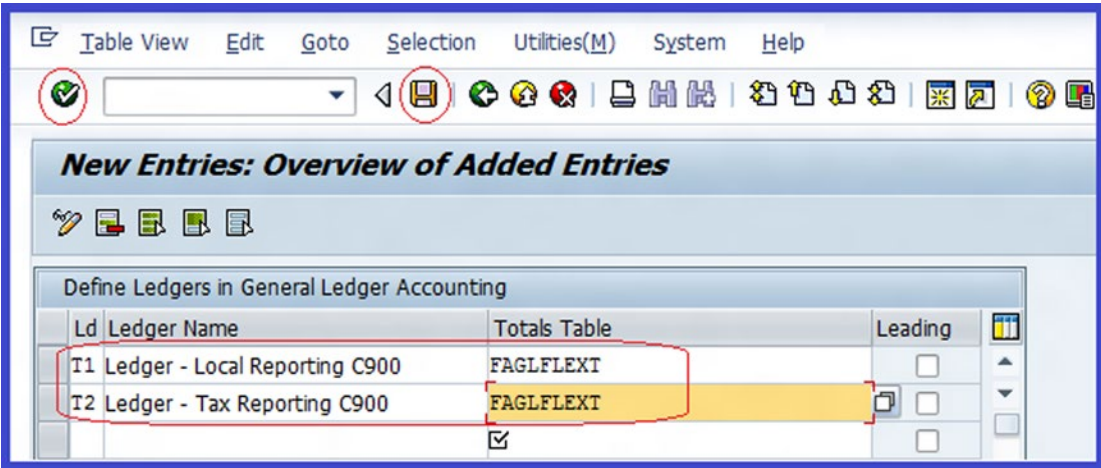 Table View Edit Goto Selection Utilities(M) System Help
New Entries: Overview of Added Entries
Define Ledgers in General Ledger Accounting
Ld Ledger Name Totals Table Leading
T1 Ledger - Local Reporting C900 FAGLFLEXT
T2 Ledger - Tax Reporting C900 FAGLFLEXT